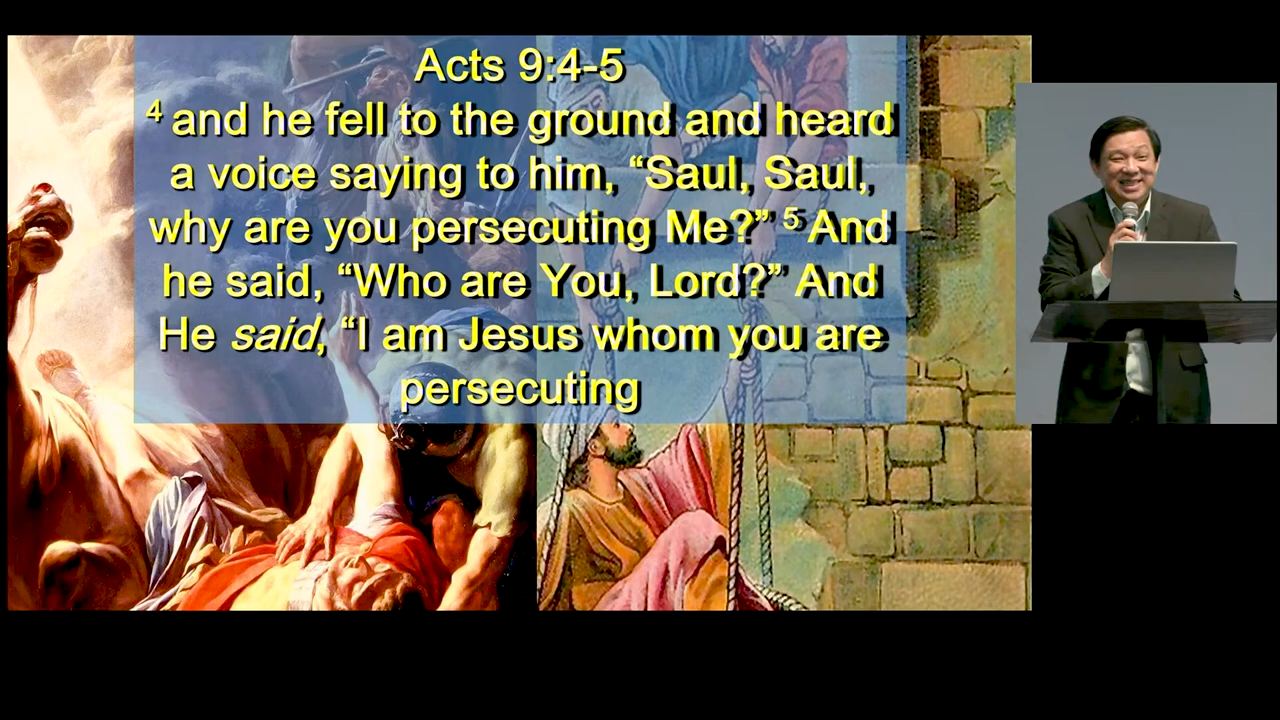 Acts 9:4-5
4 and he fell to the ground and heard
a voice saying to him, “Saul, Saul,
why are you persecuting Me?” 5 And
he said, “Who are You, Lord?” And
He said, “I am Jesus whom you are
persecuting